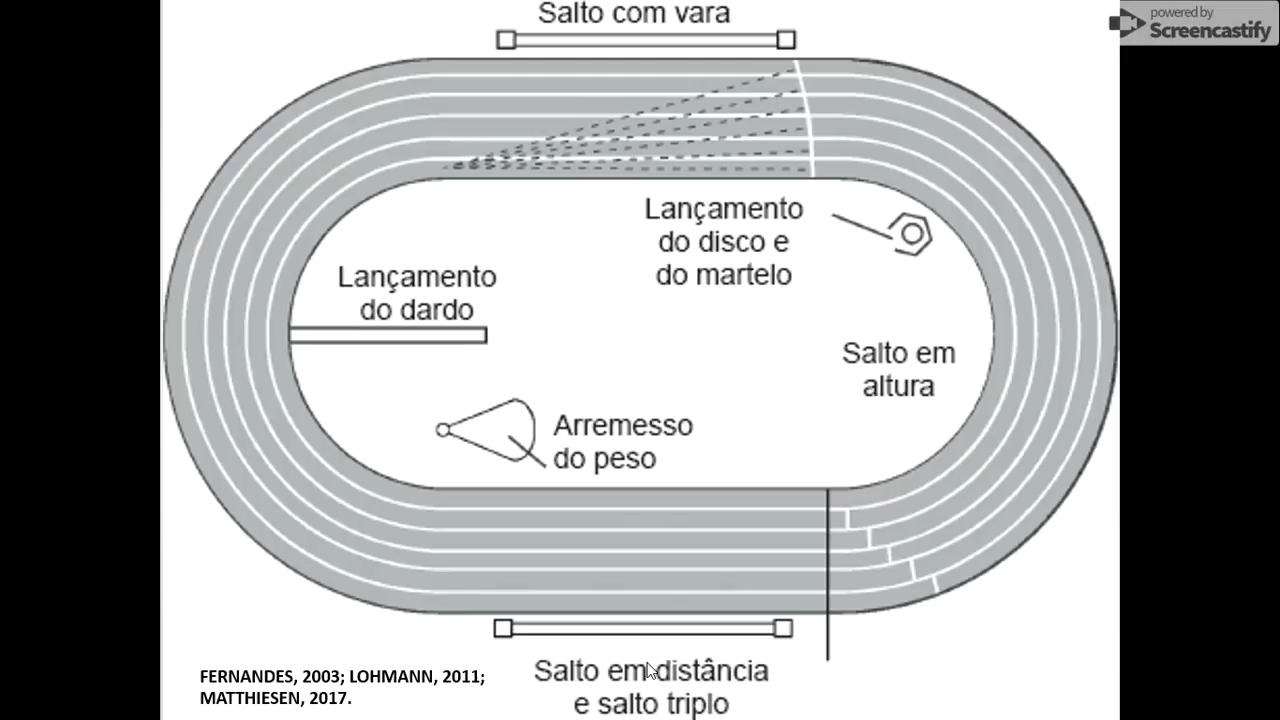 Salto com vara
powered by
Screencastify
Lançamento
do disco e
do martelo
Lançamento
do dardo
Salto em
altura
Arremesso
do peso
Salto em distância
e salto triplo
FERNANDES, 2003; LOHMANN, 2011;
MATTHIESEN, 2017.